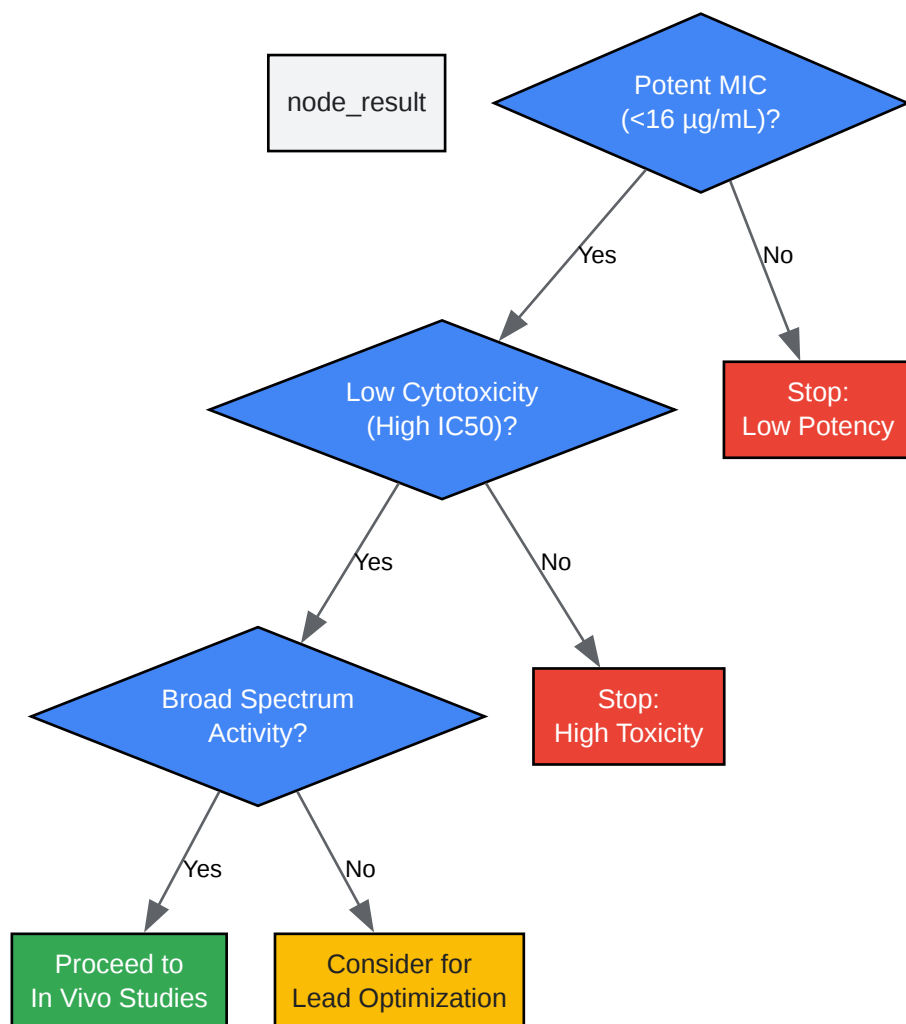 node_result
Potent MIC
(<16 µg/mL)?
Yes
No
Low Cytotoxicity
(High IC50)?
Stop:
Low Potency
Yes
No
Broad Spectrum
Activity?
Stop:
High Toxicity
Yes
No
Proceed to
In Vivo Studies
Consider for
Lead Optimization